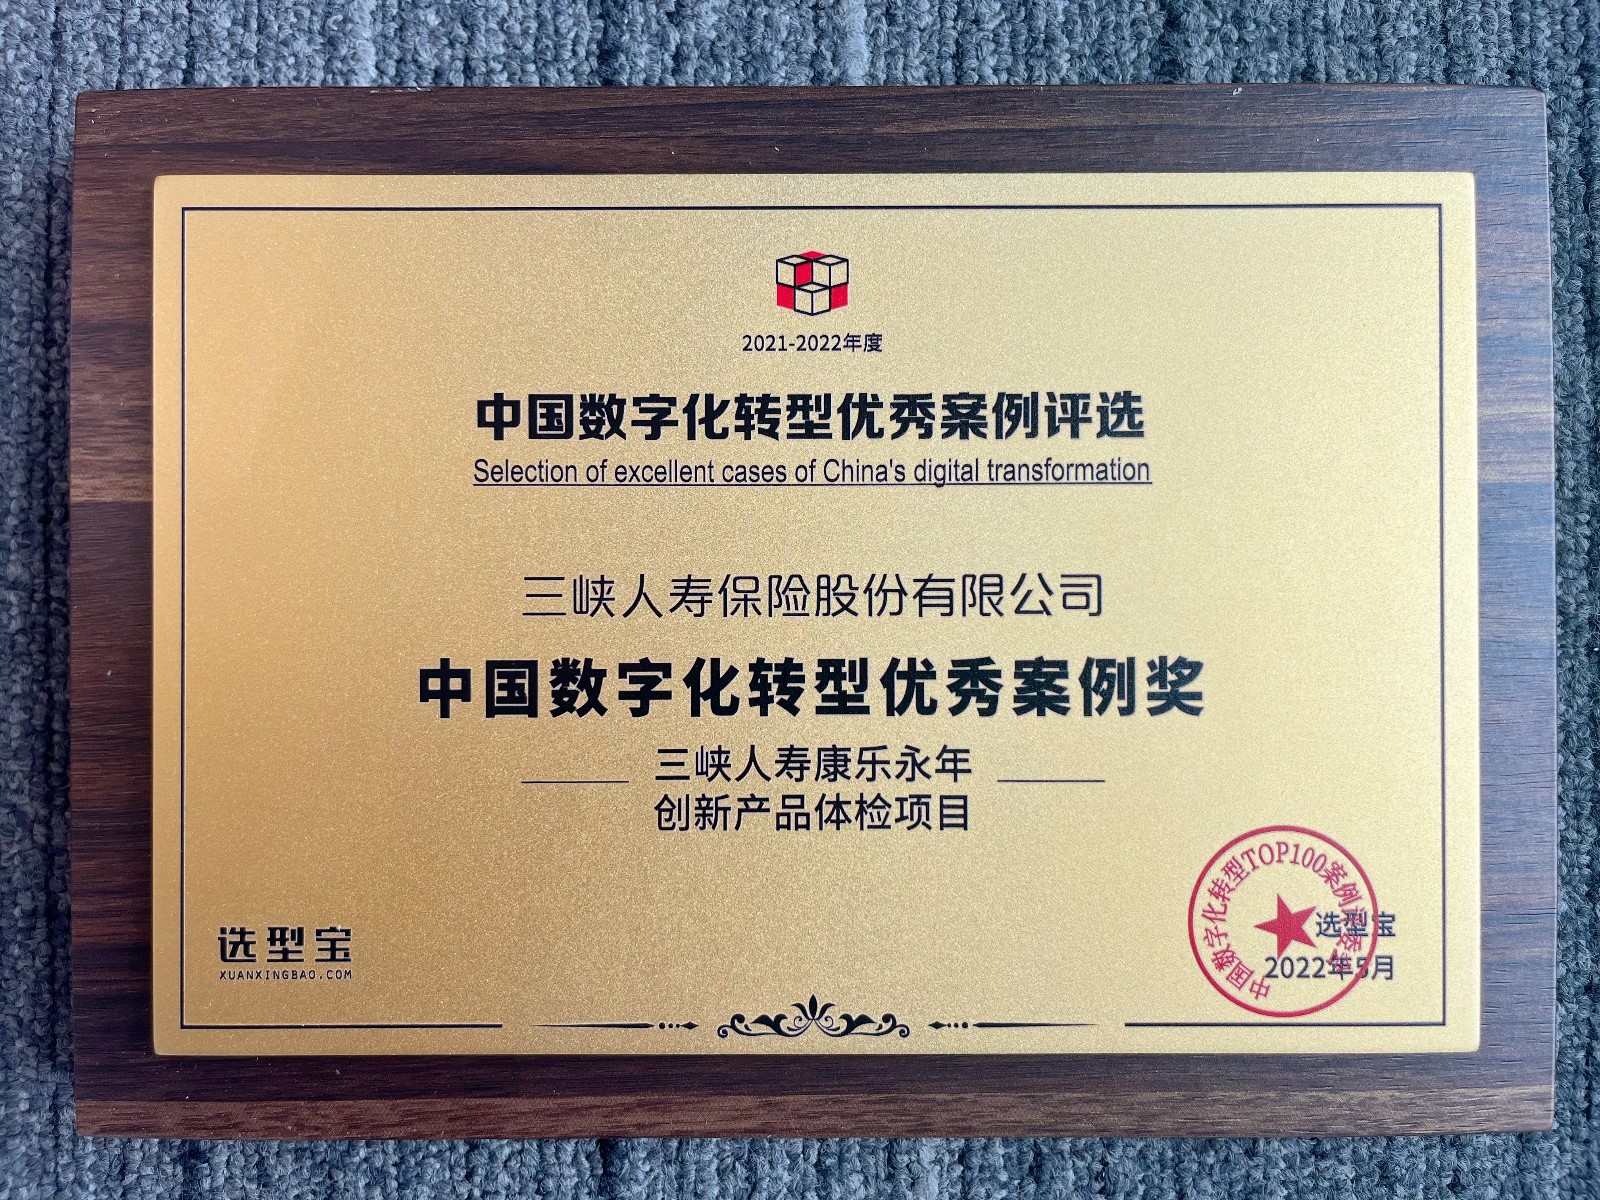 2021-2022年度
中国数字化转型优秀案例评选
Selection of excellent cases of China's digital transformation
三峡人寿保险股份有限公司
中国数字化转型优秀案例奖
三峡人寿康乐永年
创新产品体检项目
中国数字化转型TOP100案例评委会
选型宝
2022年5月
选型宝
XUANXINGBAO.COM